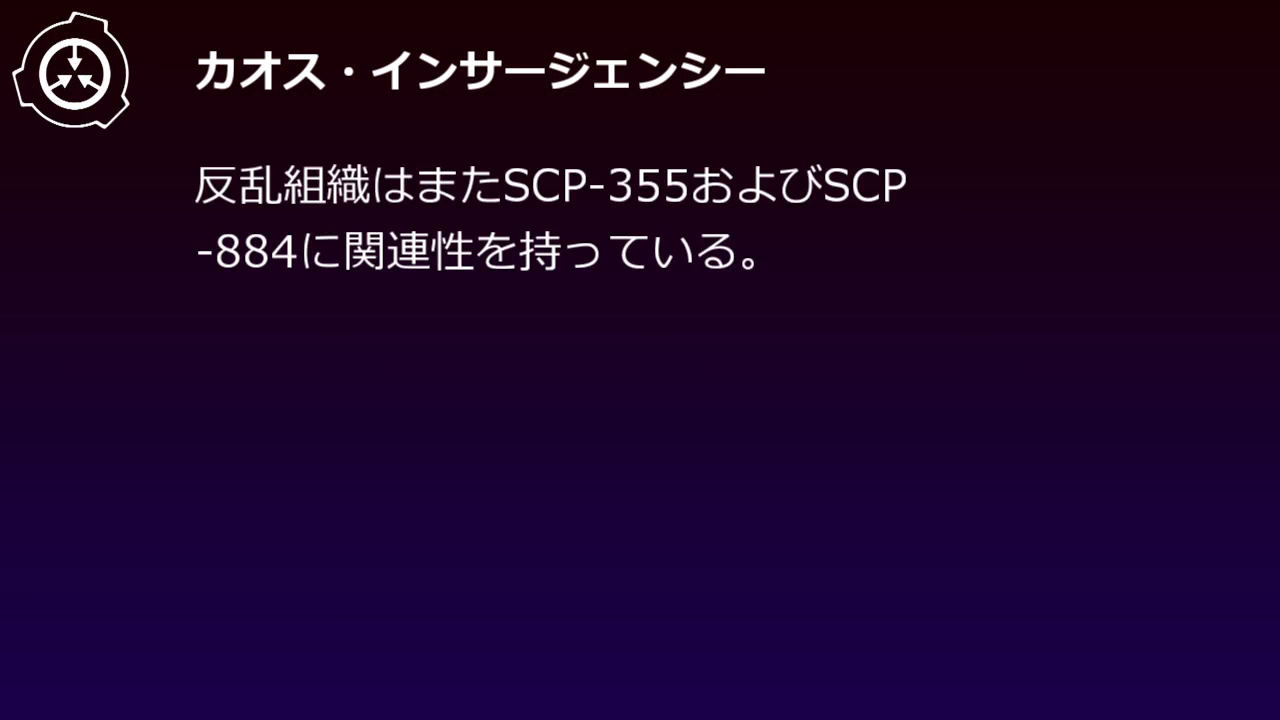 カオス・インサージェンシー
反乱組織はまたSCP-355およびSCP
-884に関連性を持っている。